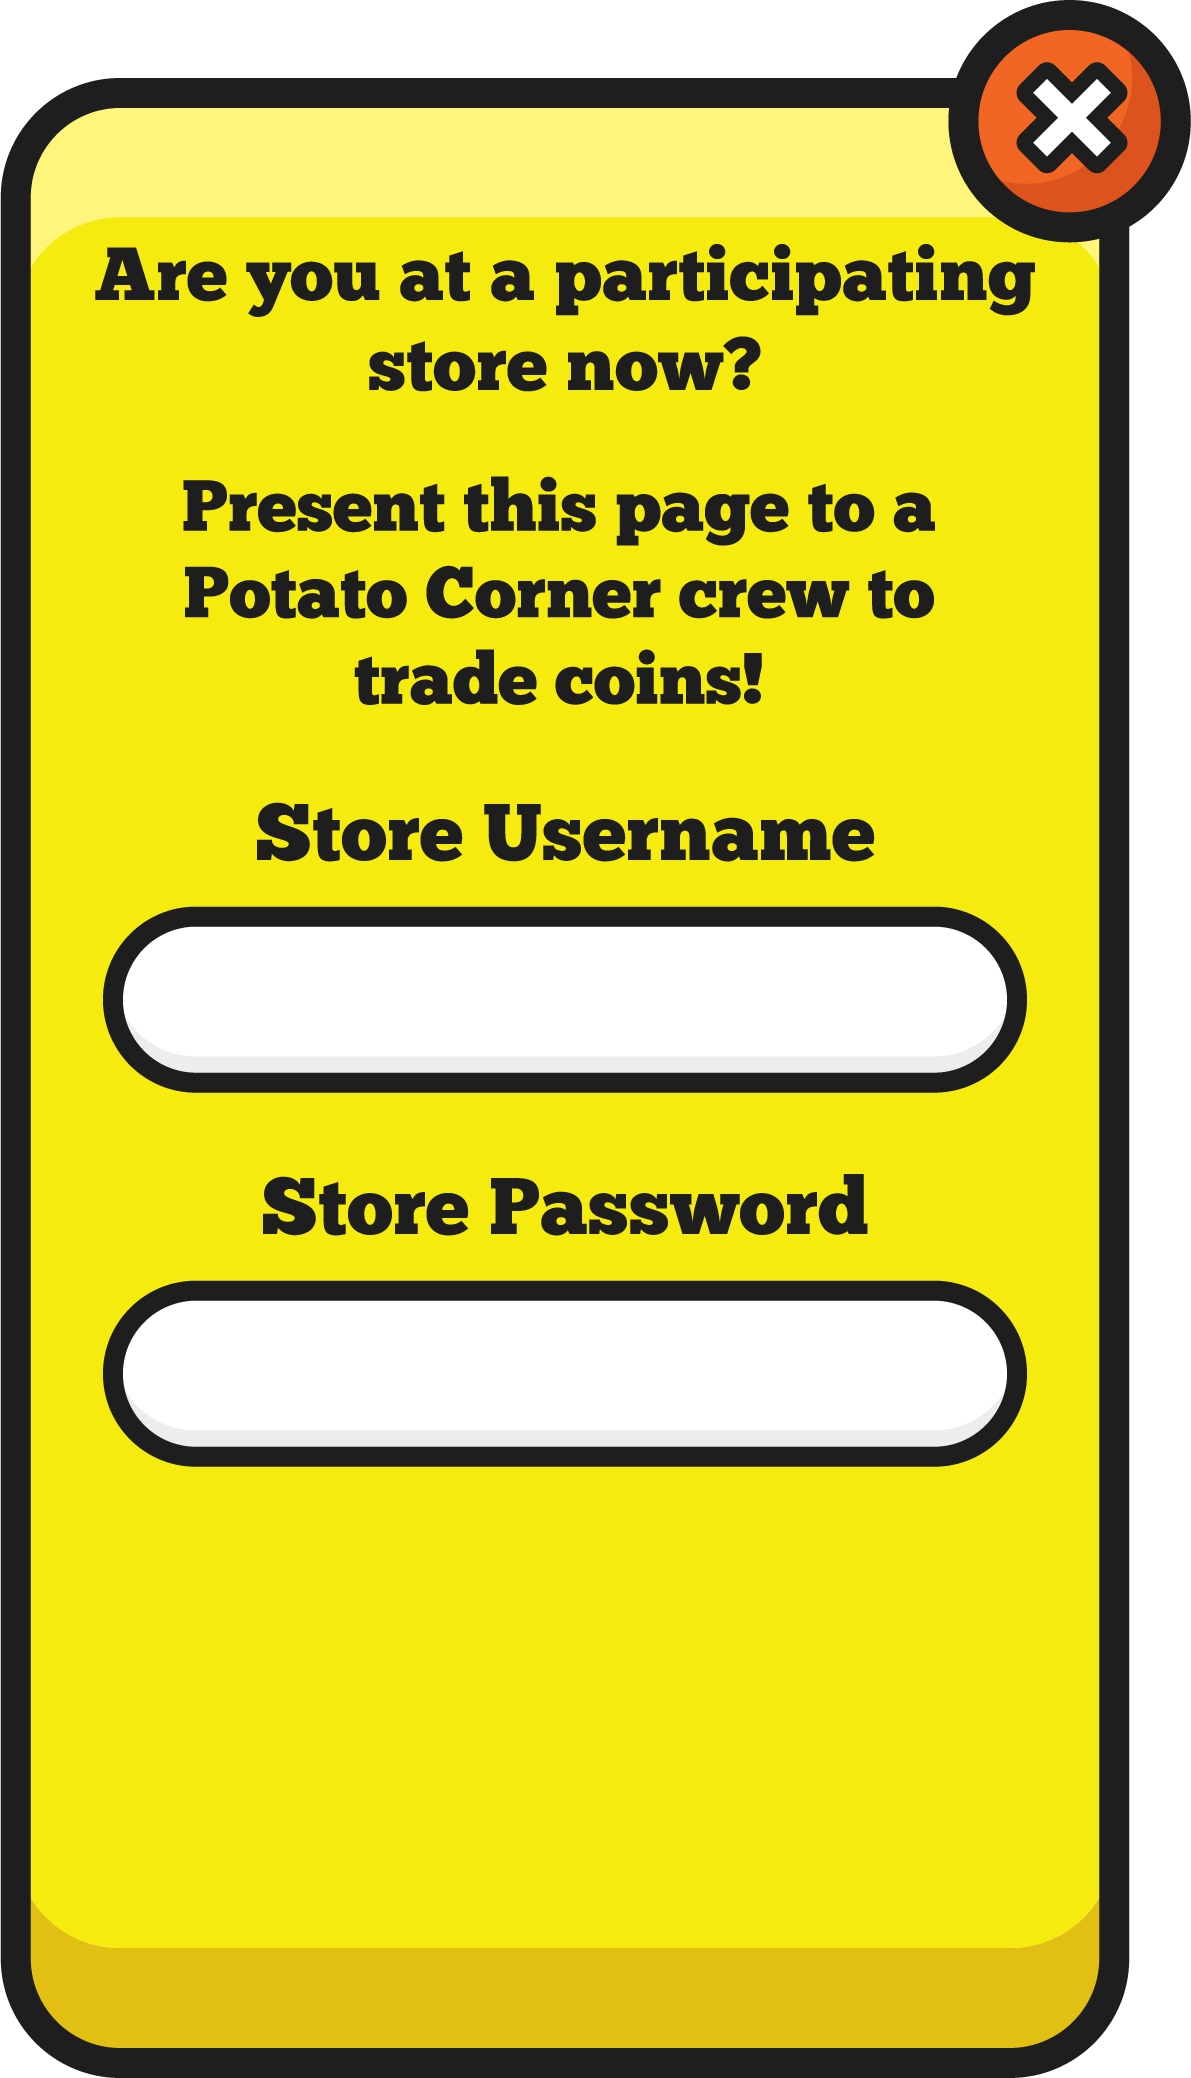 Are you at a participating
store now?
Present this page to a
Potato Corner crew to
trade coins!
Store Username
Store Password